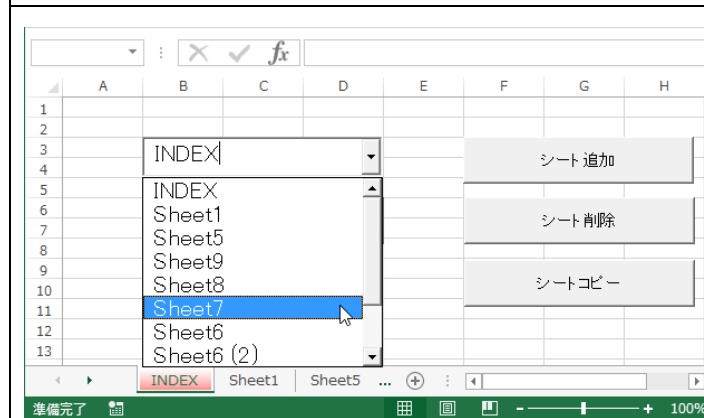 fx
A B C D E F G H
1
2
3
4
5
6
7
8
9
10
11
12
13
INDEX
INDEX
Sheet1
Sheet5
Sheet9
Sheet8
Sheet7
Sheet6
Sheet6 (2)
シート追加
シート削除
シートコピー
INDEX Sheet1 Sheet5 ...
準備完了 100%